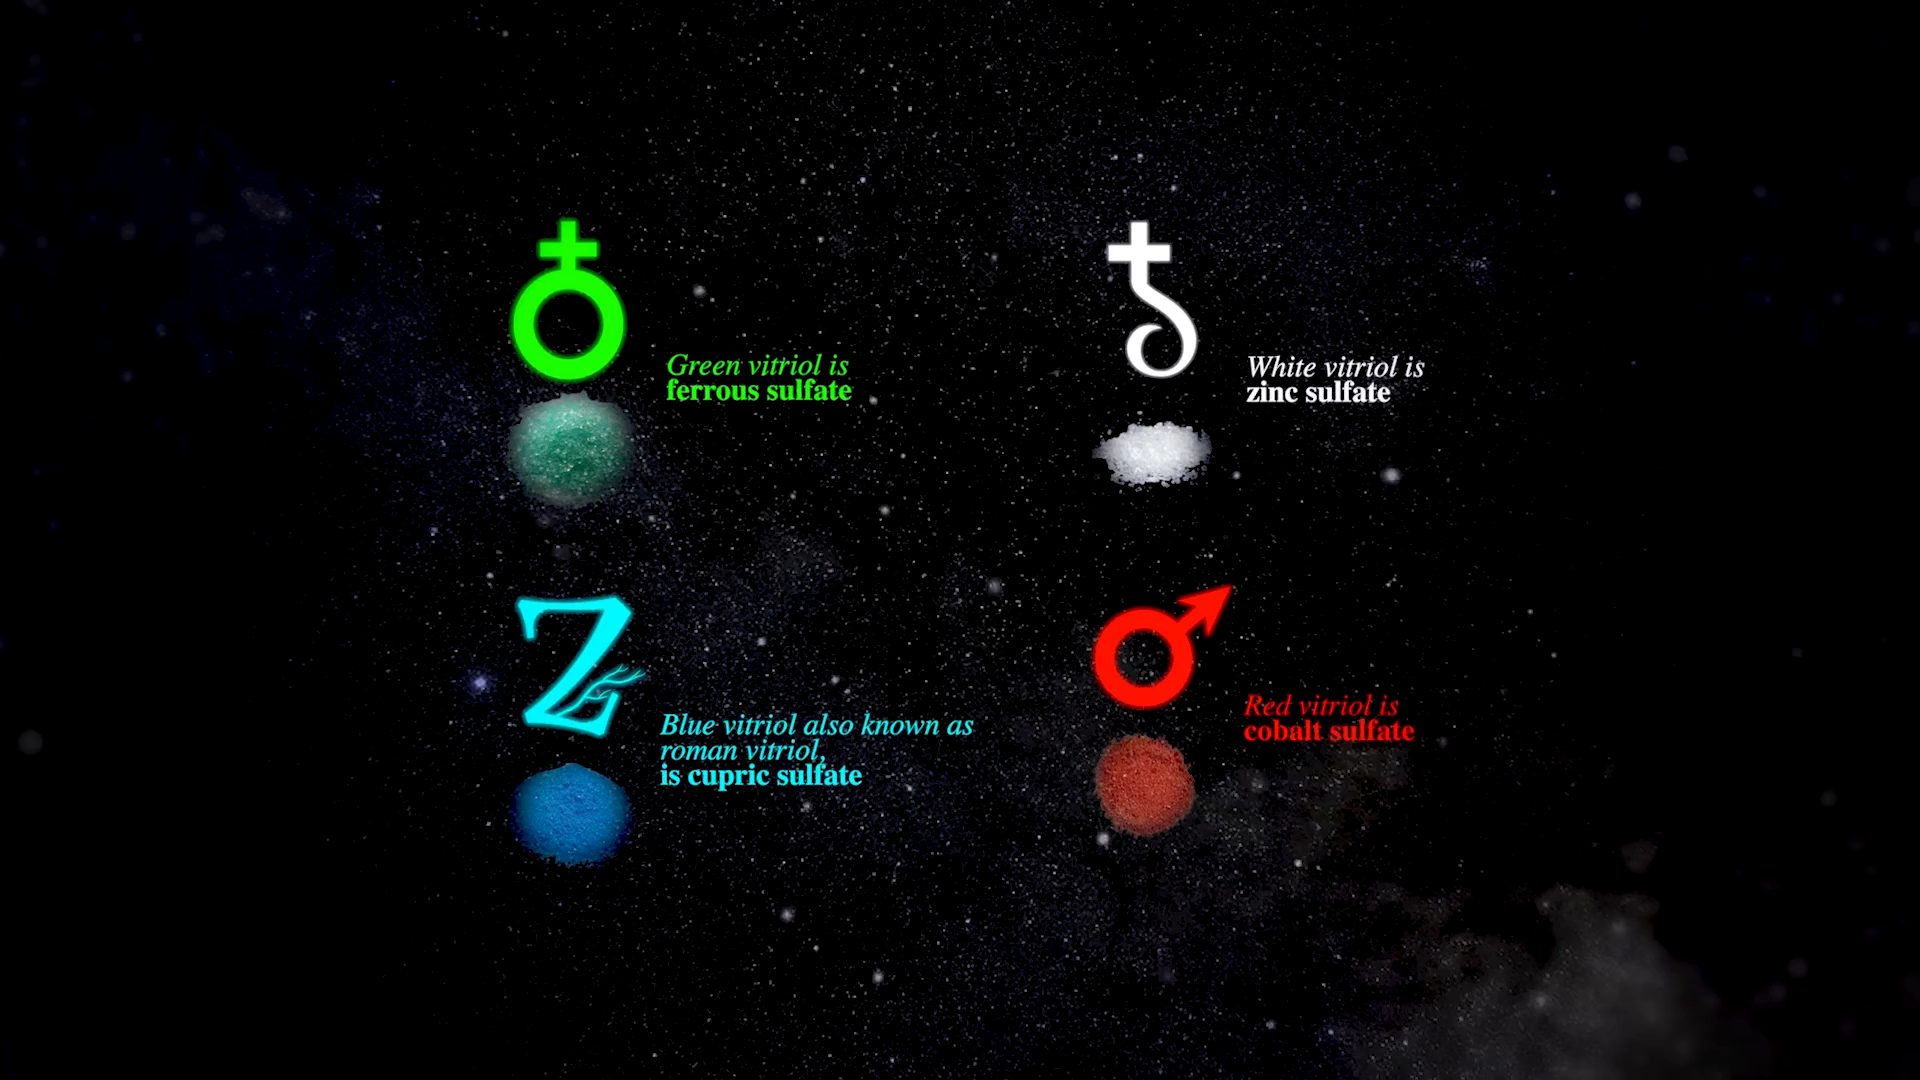 Green vitriol is
ferrous sulfate
White vitriol is
zinc sulfate
Blue vitriol also known as
roman vitriol,
is cupric sulfate
Red vitriol is
cobalt sulfate